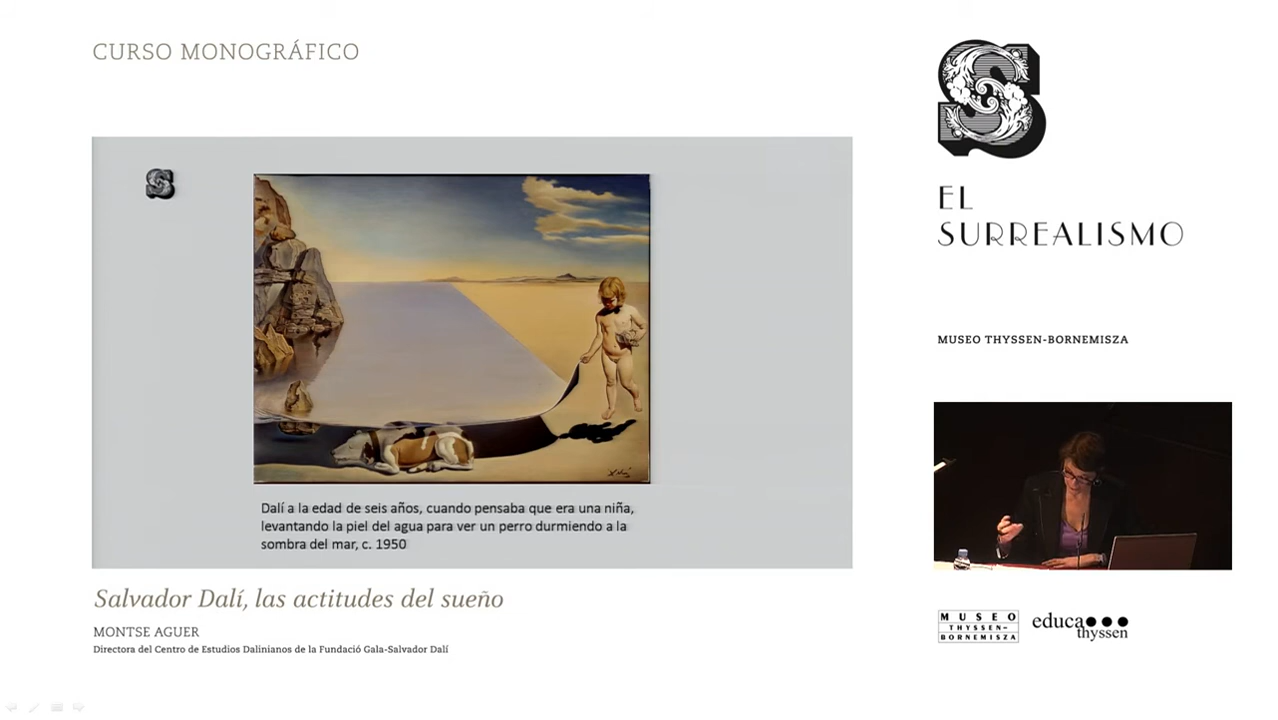 CURSO MONOGRÁFICO
S
EL
SURREALISMO
MUSEO THYSSEN-BORNEMISZA
S
Dalí a la edad de seis años, cuando pensaba que era una niña,
levantando la piel del agua para ver un perro durmiendo a la
sombra del mar, c. 1950
Salvador Dalí, las actitudes del sueño
MONTSE AGUER
Directora del Centro de Estudios Dalinianos de la Fundació Gala-Salvador Dalí
MUSEO
THYSSEN-
BORNEMISZA
educa
thyssen